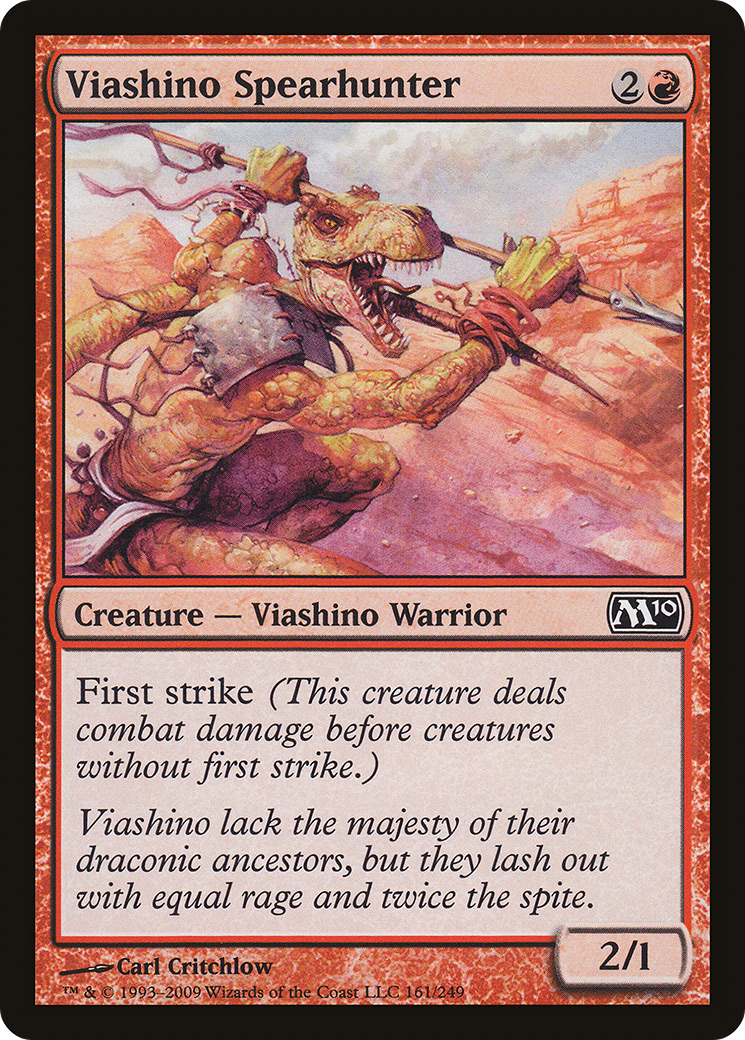 Viashino Spearhunter 2
Creature — Viashino Warrior M10
First strike (This creature deals
combat damage before creatures
without first strike.)
Viashino lack the majesty of their
draconic ancestors, but they lash out
with equal rage and twice the spite.
2/1
Carl Critchlow
™ & © 1993–2009 Wizards of the Coast LLC 161/249